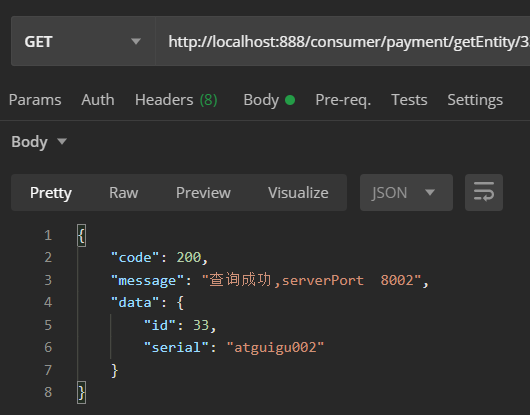 GET http://localhost:888/consumer/payment/getEntity/3
Params Auth Headers (8) Body Pre-req. Tests Settings
Body
Pretty Raw Preview Visualize JSON
1 {
2 "code": 200,
3 "message": "查询成功,serverPort  8002",
4 "data": {
5 "id": 33,
6 "serial": "atguigu002"
7 }
8 }